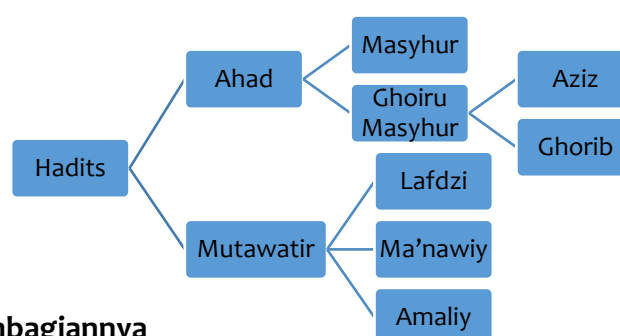 Hadits
Ahad
Masyhur
Ghoiru
Masyhur
Aziz
Ghorib
Mutawatir
Lafdzi
Ma'nawiy
Amaliy